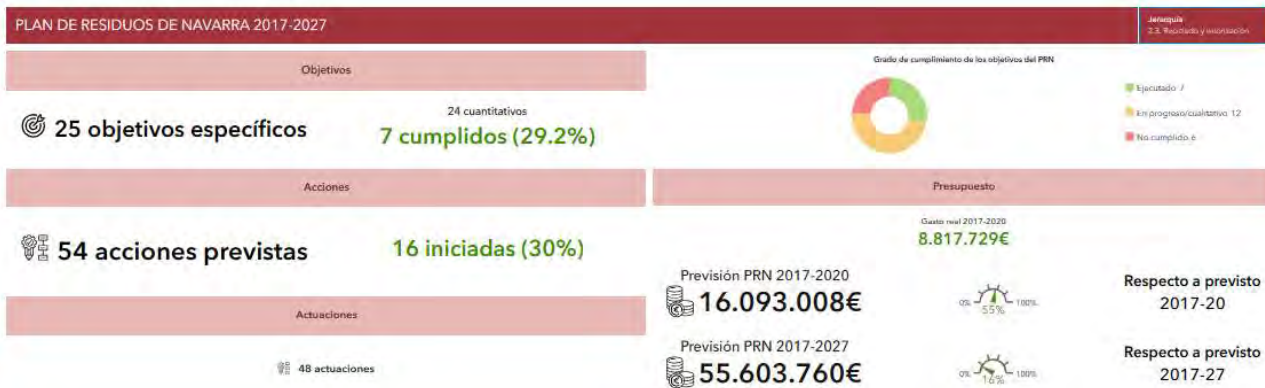 PLAN DE RESIDUOS DE NAVARRA 2017-2027
Jerarquía
2.3. Reciclado y valorización
Objetivos
25 objetivos específicos
24 cuantitativos
7 cumplidos (29.2%)
Grado de cumplimiento de los objetivos del PRN
Ejecutado 7
En progreso/cualitativo 12
No cumplido 6
Acciones
54 acciones previstas
16 iniciadas (30%)
Actuaciones
48 actuaciones
Presupuesto
Gasto real 2017-2020
8.817.729€
Previsión PRN 2017-2020
16.093.008€
0% 100%
55%
Respecto a previsto
2017-20
Previsión PRN 2017-2027
55.603.760€
0% 100%
16%
Respecto a previsto
2017-27